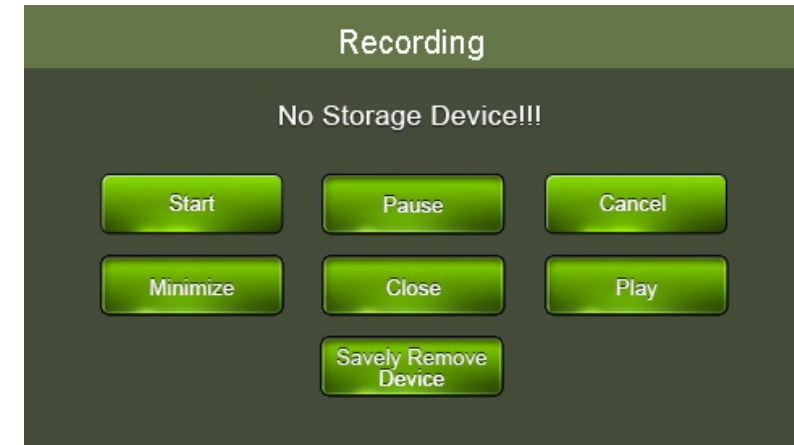 Recording
No Storage Device!!!
Start
Pause
Cancel
Minimize
Close
Play
Savely Remove
Device